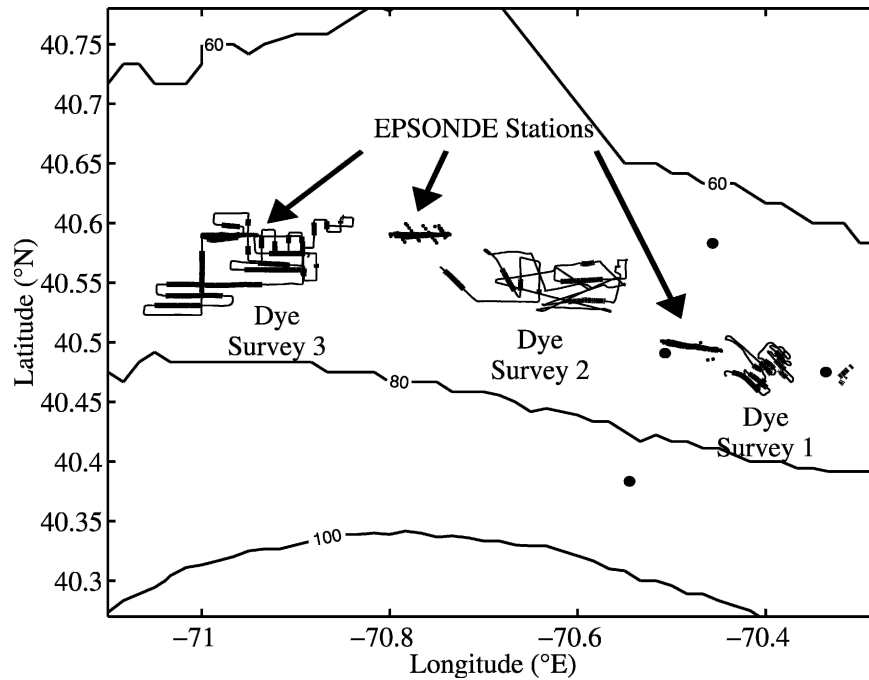 60
40.75
40.7
EPSONDE Stations
40.65
60
40.6
40.55
Dye
Survey 3
Dye
Survey 2
40.5
80
40.45
Dye
Survey 1
40.4
40.35
100
40.3
−71
−70.8
−70.6
−70.4
Longitude (°E)
Latitude (°N)